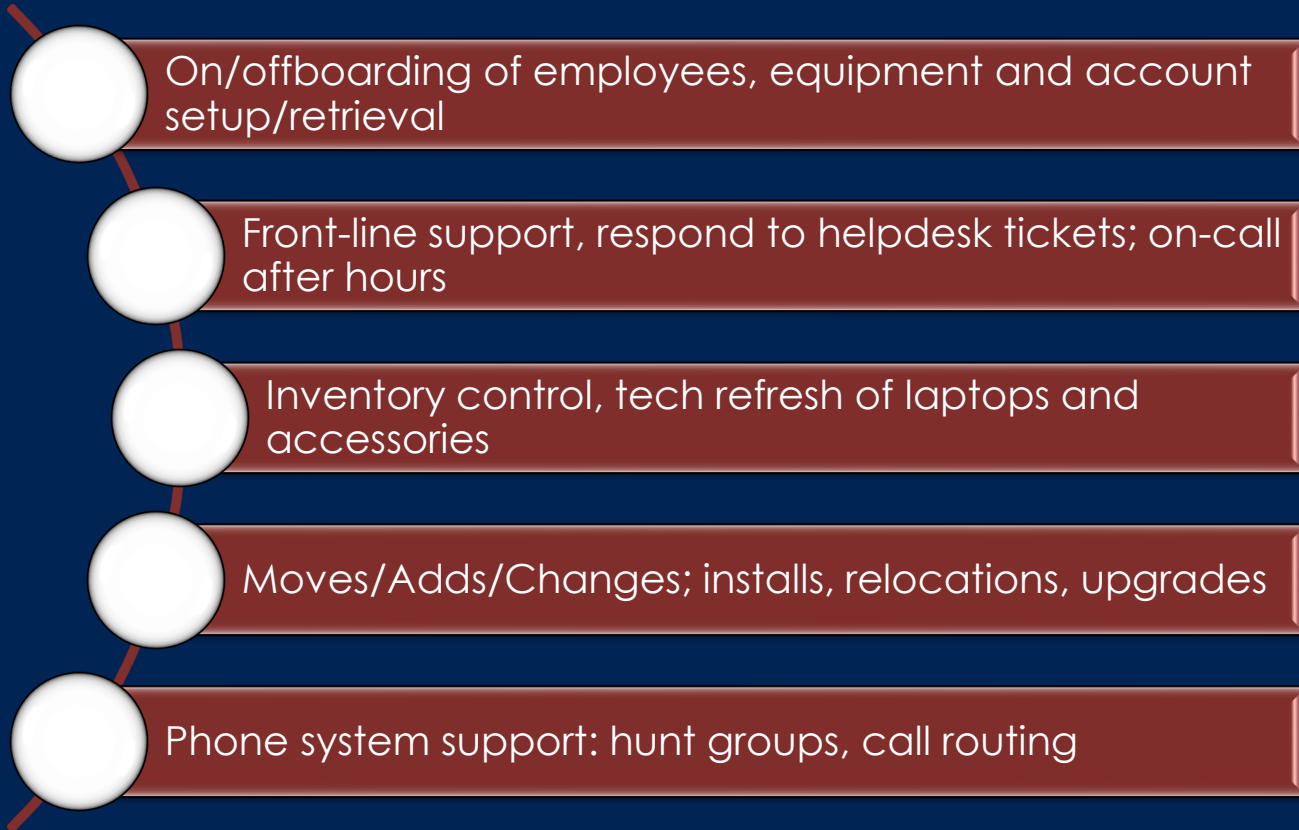 On/offboarding of employees, equipment and account
setup/retrieval
Front-line support, respond to helpdesk tickets; on-call
after hours
Inventory control, tech refresh of laptops and
accessories
Moves/Adds/Changes; installs, relocations, upgrades
Phone system support: hunt groups, call routing